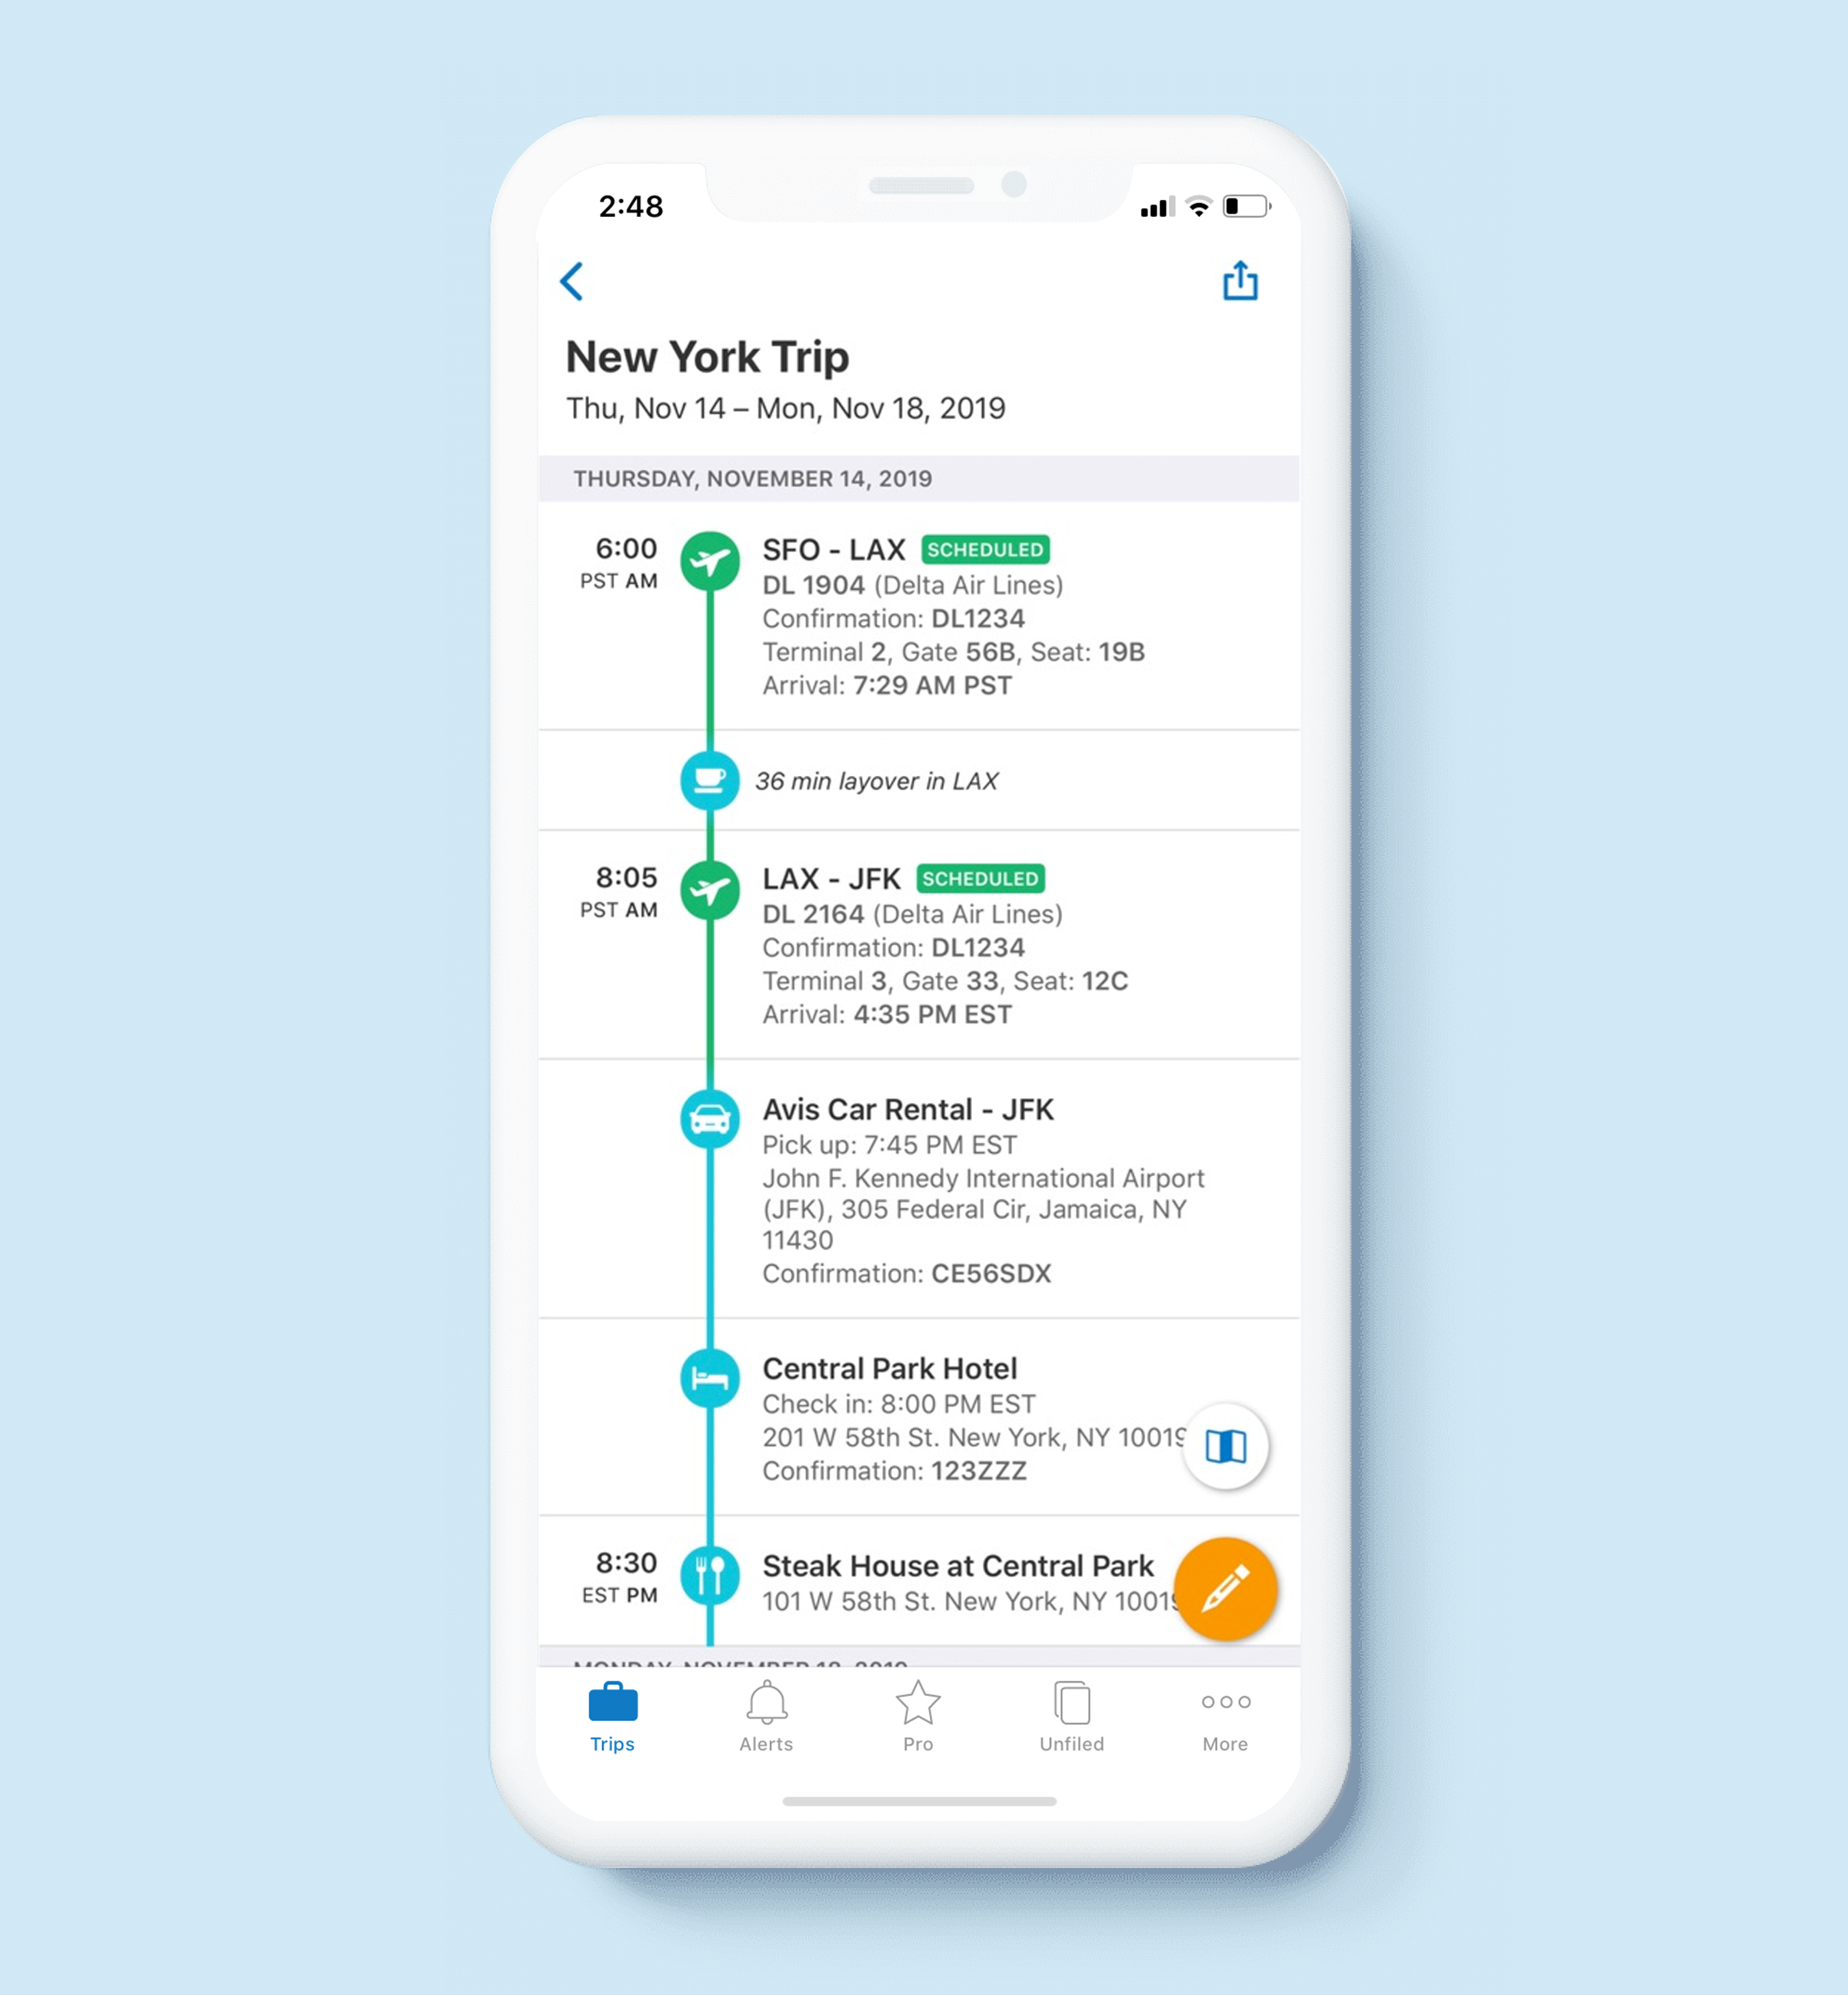 2:48
New York Trip
Thu, Nov 14 – Mon, Nov 18, 2019
THURSDAY, NOVEMBER 14, 2019
6:00
PST AM
SFO - LAX SCHEDULED
DL 1904 (Delta Air Lines)
Confirmation: DL1234
Terminal 2, Gate 56B, Seat: 19B
Arrival: 7:29 AM PST
36 min layover in LAX
8:05
PST AM
LAX - JFK SCHEDULED
DL 2164 (Delta Air Lines)
Confirmation: DL1234
Terminal 3, Gate 33, Seat: 12C
Arrival: 4:35 PM EST
Avis Car Rental - JFK
Pick up: 7:45 PM EST
John F. Kennedy International Airport
(JFK), 305 Federal Cir, Jamaica, NY
11430
Confirmation: CE56SDX
Central Park Hotel
Check in: 8:00 PM EST
201 W 58th St. New York, NY 10019
Confirmation: 123ZZZ
8:30
EST PM
Steak House at Central Park
101 W 58th St. New York, NY 10019
MONDAY, NOVEMBER 18, 2019
Trips
Alerts
Pro
Unfiled
More